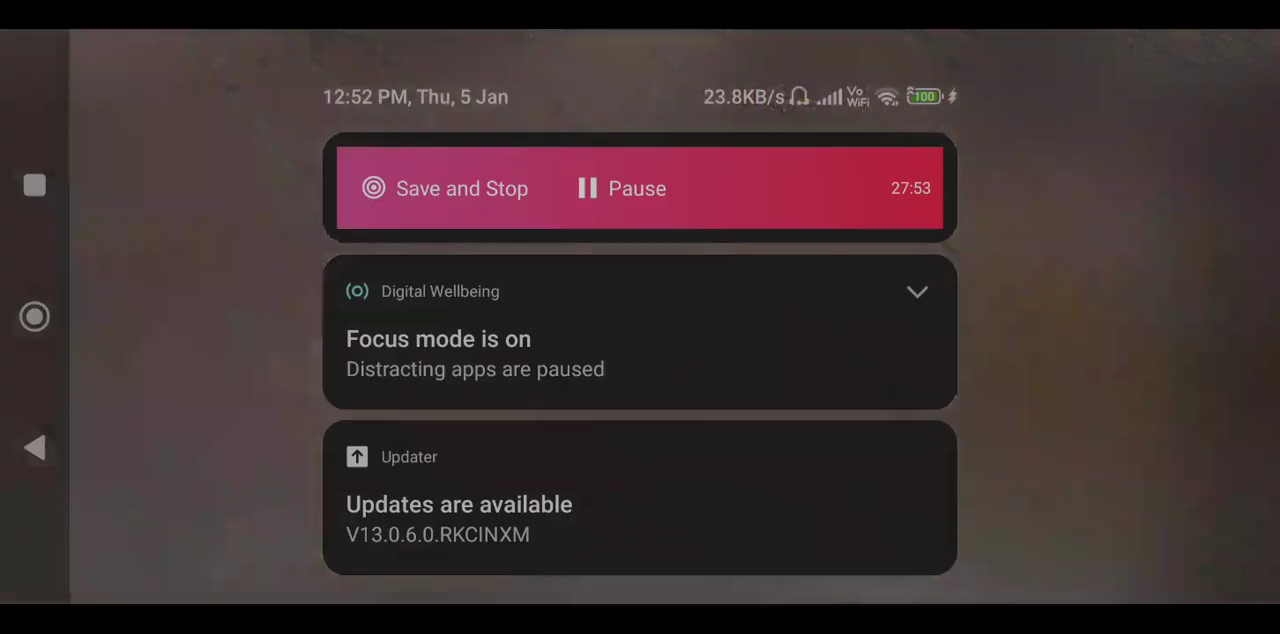 12:52 PM, Thu, 5 Jan 23.8KB/s Vo WiFi 100
Save and Stop Pause 27:53
Digital Wellbeing
Focus mode is on
Distracting apps are paused
Updater
Updates are available
V13.0.6.0.RKCINXM